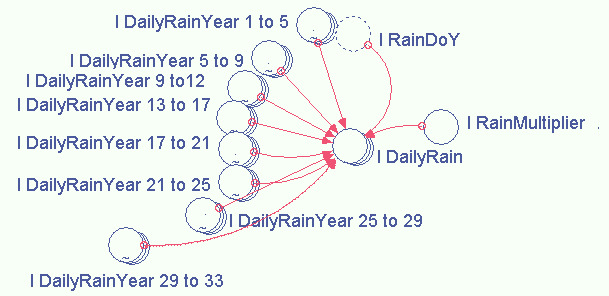 I DailyRainYear 1 to 5
I RainDoY
I DailyRainYear 5 to 9
I DailyRainYear 9 to12
I DailyRainYear 13 to 17
I RainMultiplier
I DailyRainYear 17 to 21
I DailyRain
I DailyRainYear 21 to 25
I DailyRainYear 25 to 29
I DailyRainYear 29 to 33